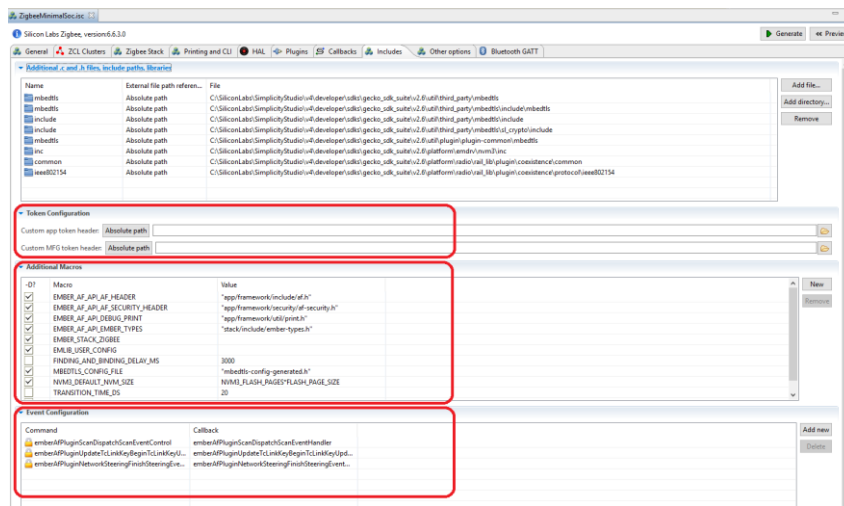 ZigbeeMinimalSoc.isc
Silicon Labs Zigbee, version:6.6.3.0
Generate
Previe
General ZCL Clusters Zigbee Stack Printing and CLI HAL Plugins Callbacks Includes Other options Bluetooth GATT
Additional .c and .h files, include paths, libraries
Name External file path referen... File
mbedtls Absolute path C:\SiliconLabs\SimplicityStudio\v4\developer\sdks\gecko_sdk_suite\v2.6\util\third_party\mbedtls
mbedtls Absolute path C:\SiliconLabs\SimplicityStudio\v4\developer\sdks\gecko_sdk_suite\v2.6\util\third_party\mbedtls\include\mbedtls
include Absolute path C:\SiliconLabs\SimplicityStudio\v4\developer\sdks\gecko_sdk_suite\v2.6\util\third_party\mbedtls\include
include Absolute path C:\SiliconLabs\SimplicityStudio\v4\developer\sdks\gecko_sdk_suite\v2.6\util\third_party\mbedtls\sl_crypto\include
mbedtls Absolute path C:\SiliconLabs\SimplicityStudio\v4\developer\sdks\gecko_sdk_suite\v2.6\util\plugin\plugin-common\mbedtls
inc Absolute path C:\SiliconLabs\SimplicityStudio\v4\developer\sdks\gecko_sdk_suite\v2.6\platform\emdrv\nvm3\inc
common Absolute path C:\SiliconLabs\SimplicityStudio\v4\developer\sdks\gecko_sdk_suite\v2.6\platform\radio\rail_lib\plugin\coexistence\common
ieee802154 Absolute path C:\SiliconLabs\SimplicityStudio\v4\developer\sdks\gecko_sdk_suite\v2.6\platform\radio\rail_lib\plugin\coexistence\protocol\ieee802154
Add file...
Add directory...
Remove
Token Configuration
Custom app token header: Absolute path
Custom MFG token header: Absolute path
Additional Macros
-D? Macro Value
EMBER_AF_API_AF_HEADER "app/framework/include/af.h"
EMBER_AF_API_AF_SECURITY_HEADER "app/framework/security/af-security.h"
EMBER_AF_API_DEBUG_PRINT "app/framework/util/print.h"
EMBER_AF_API_EMBER_TYPES "stack/include/ember-types.h"
EMBER_STACK_ZIGBEE
EMLIB_USER_CONFIG
FINDING_AND_BINDING_DELAY_MS 3000
MBEDTLS_CONFIG_FILE "mbedtls-config-generated.h"
NVM3_DEFAULT_NVM_SIZE NVM3_FLASH_PAGES*FLASH_PAGE_SIZE
TRANSITION_TIME_DS 20
New
Remove
Event Configuration
Command Callback
emberAfPluginScanDispatchScanEventControl emberAfPluginScanDispatchScanEventHandler
emberAfPluginUpdateTcLinkKeyBeginTcLinkKeyU... emberAfPluginUpdateTcLinkKeyBeginTcLinkKeyUpd...
emberAfPluginNetworkSteeringFinishSteeringEve... emberAfPluginNetworkSteeringFinishSteeringEvent...
Add new
Delete